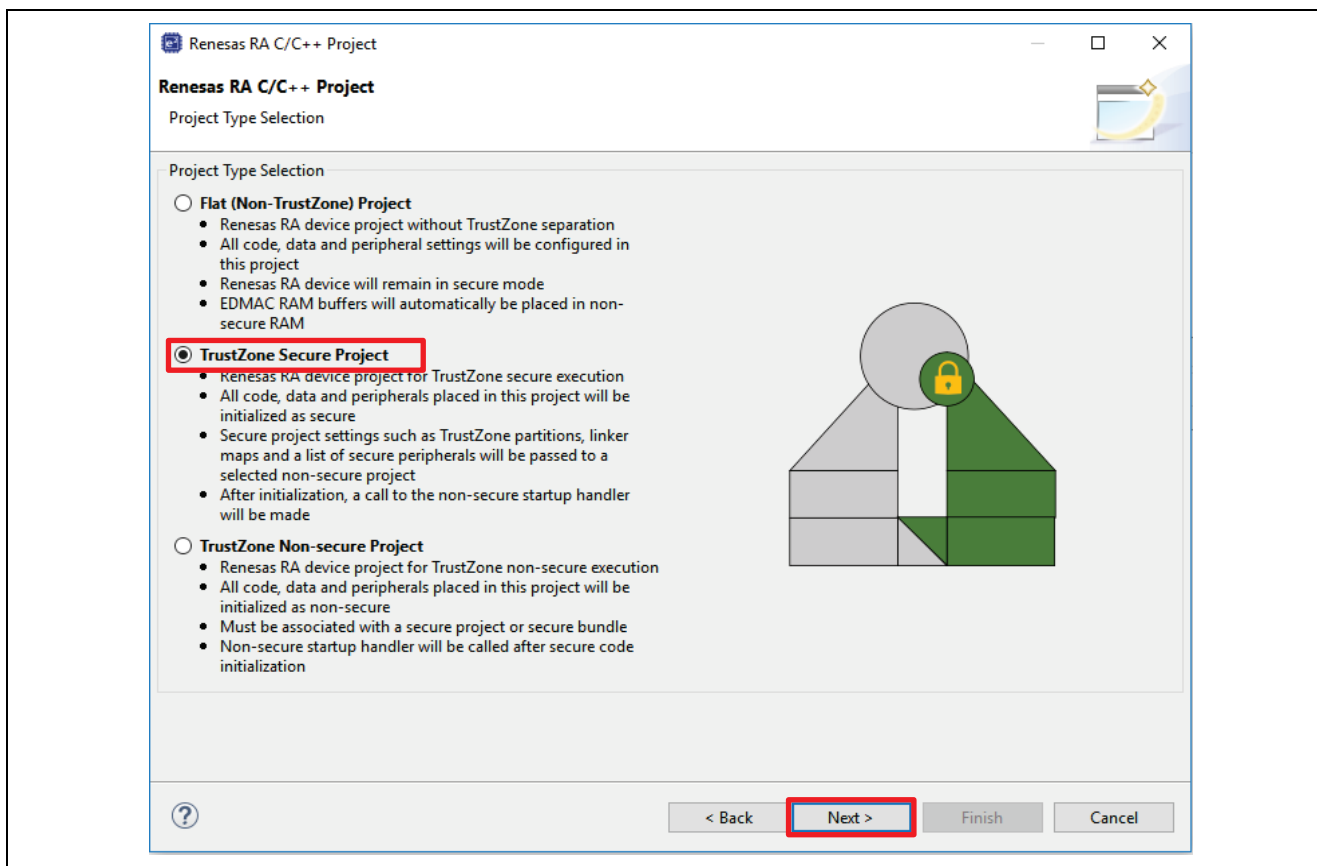 Renesas RA C/C++ Project
Renesas RA C/C++ Project
Project Type Selection
Project Type Selection
Flat (Non-TrustZone) Project
• Renesas RA device project without TrustZone separation
• All code, data and peripheral settings will be configured in
this project
• Renesas RA device will remain in secure mode
• EDMAC RAM buffers will automatically be placed in non-
secure RAM
TrustZone Secure Project
• Renesas RA device project for TrustZone secure execution
• All code, data and peripherals placed in this project will be
initialized as secure
• Secure project settings such as TrustZone partitions, linker
maps and a list of secure peripherals will be passed to a
selected non-secure project
• After initialization, a call to the non-secure startup handler
will be made
TrustZone Non-secure Project
• Renesas RA device project for TrustZone non-secure execution
• All code, data and peripherals placed in this project will be
initialized as non-secure
• Must be associated with a secure project or secure bundle
• Non-secure startup handler will be called after secure code
initialization
? < Back Next > Finish Cancel